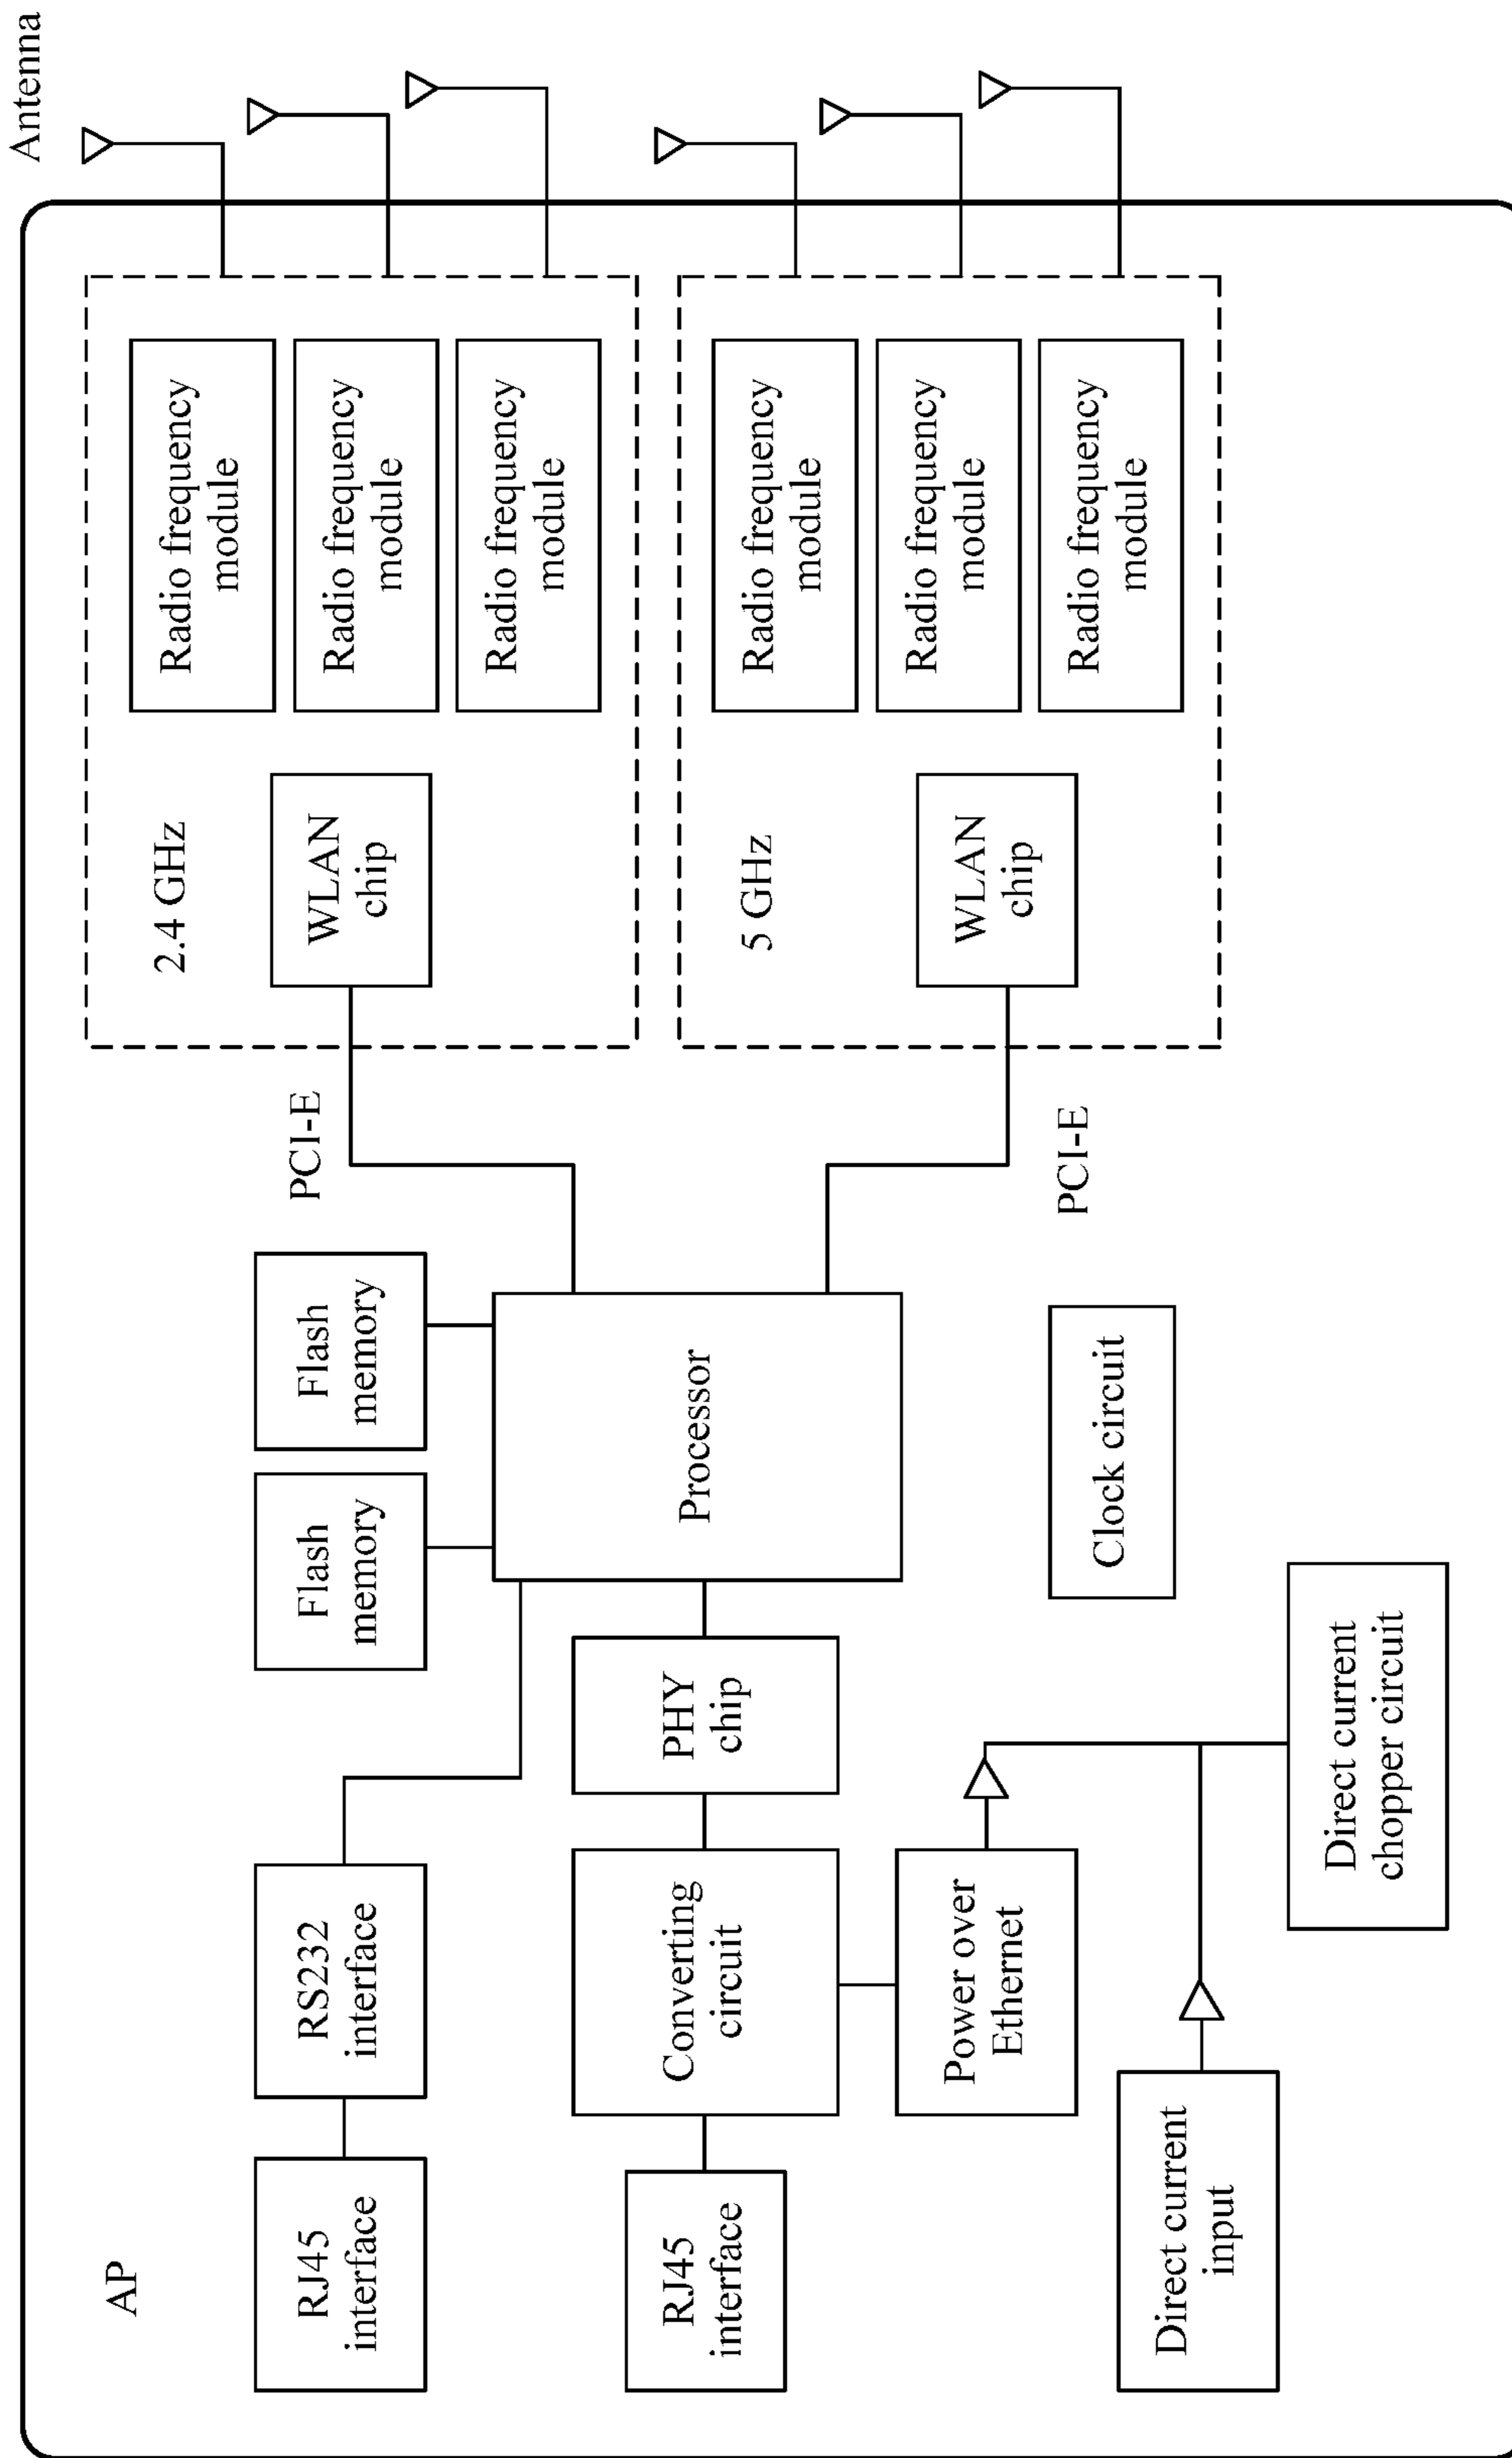 Antenna
AP
RJ45
interface
RS232
interface
Flash
memory
Flash
memory
PCI-E
2.4 GHz
WLAN
chip
Radio frequency
module
Radio frequency
module
Radio frequency
module
RJ45
interface
Converting
circuit
PHY
chip
Processor
5 GHz
WLAN
chip
Radio frequency
module
Radio frequency
module
Radio frequency
module
PCI-E
Power over
Ethernet
Clock circuit
Direct current
input
Direct current
chopper circuit